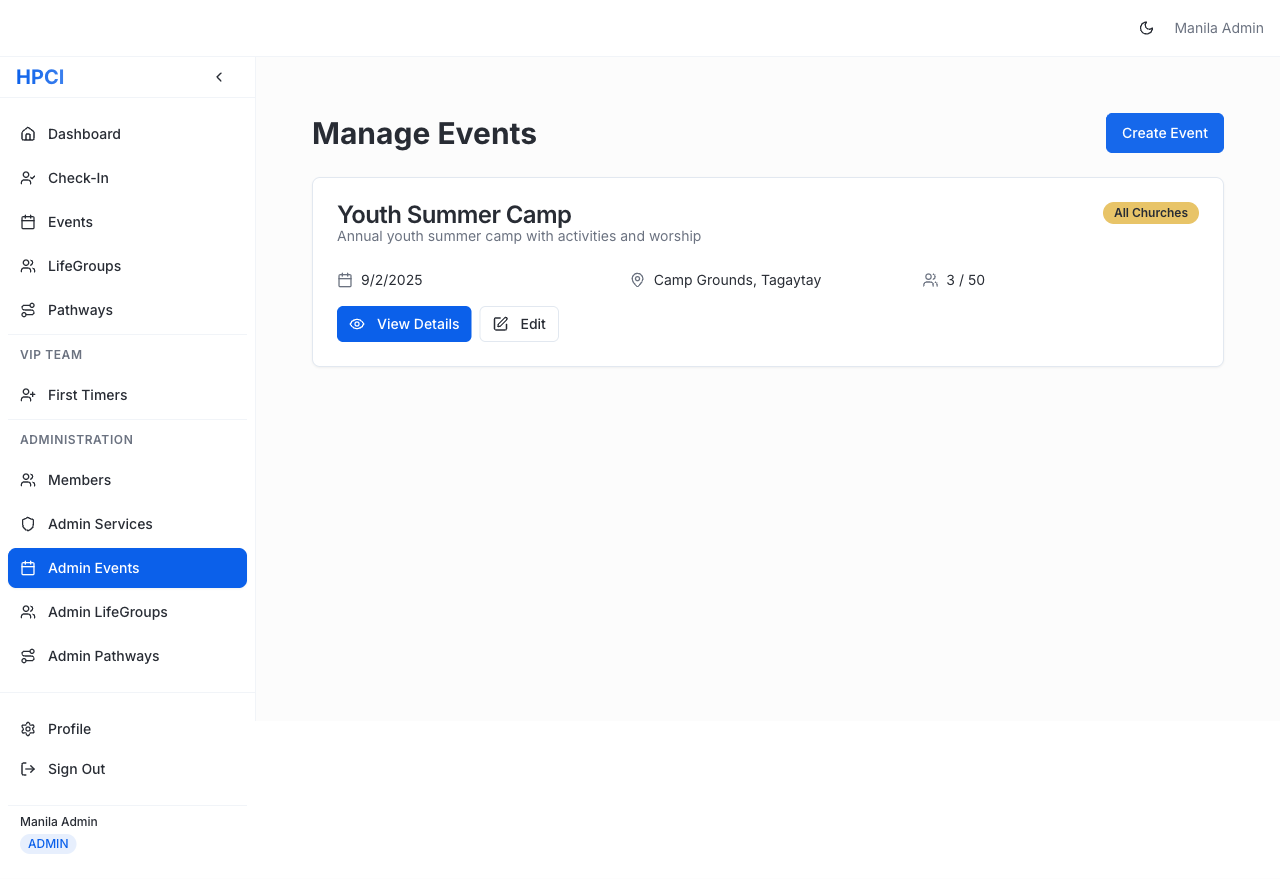 Manila Admin
HPCI
Dashboard
Check-In
Events
LifeGroups
Pathways
VIP TEAM
First Timers
ADMINISTRATION
Members
Admin Services
Admin Events
Admin LifeGroups
Admin Pathways
Profile
Sign Out
Manila Admin
ADMIN
Manage Events
Create Event
Youth Summer Camp
All Churches
Annual youth summer camp with activities and worship
9/2/2025
Camp Grounds, Tagaytay
3 / 50
View Details
Edit